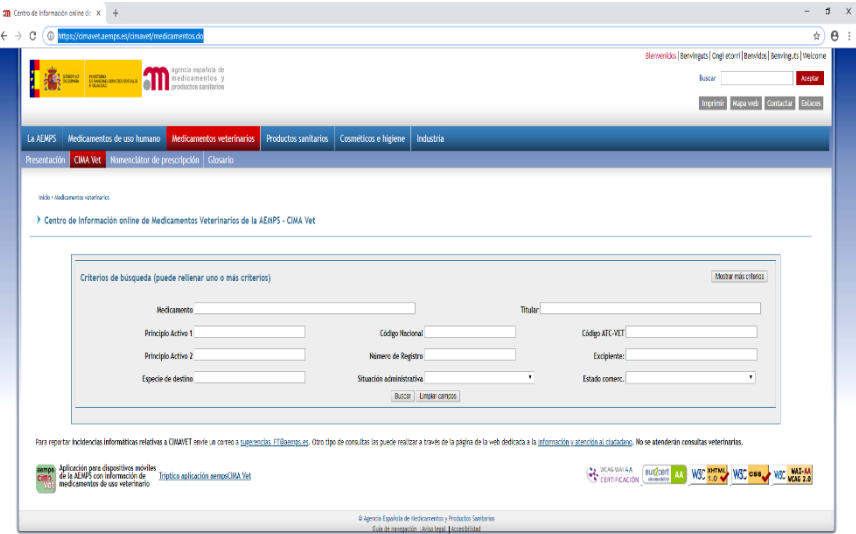 Centro de Información online de
https://cimavet.aemps.es/cimavet/medicamentos.do
Bienvenidos | Benvinguts | Ongi etorri | Benvidos | Benvinguts | Welcome
agencia española de
medicamentos y
productos sanitarios
Buscar Aceptar
Imprimir Mapa web Contactar Enlaces
La AEMPS Medicamentos de uso humano Medicamentos veterinarios Productos sanitarios Cosméticos e higiene Industria
Presentación CIMA Vet Nomenclátor de prescripción Glosario
Inicio › Medicamentos veterinarios
Centro de Información online de Medicamentos Veterinarios de la AEMPS - CIMA Vet
Criterios de búsqueda (puede rellenar uno o más criterios) Mostrar más criterios
Medicamento Titular
Principio Activo 1 Código Nacional Código ATC-VET
Principio Activo 2 Número de Registro Excipiente:
Especie de destino Situación administrativa Estado comerc.
Buscar Limpiar campos
Para reportar incidencias informáticas relativas a CIMAVET envie un correo a sugerencias_FT@aemps.es. Otro tipo de consultas las puede realizar a través de la página de la web dedicada a la información y atención al ciudadano. No se atenderán consultas veterinarias.
aemps cima vet
Aplicación para dispositivos móviles
de la AEMPS con información de
medicamentos de uso veterinario
Tríptico aplicación aempsCIMA Vet
CERTIFICACIÓN AA W3C XHTML 1.0 W3C CSS W3C WAI-AA WCAG 2.0
© Agencia Española de Medicamentos y Productos Sanitarios
Guía de navegación | Aviso legal | Accesibilidad